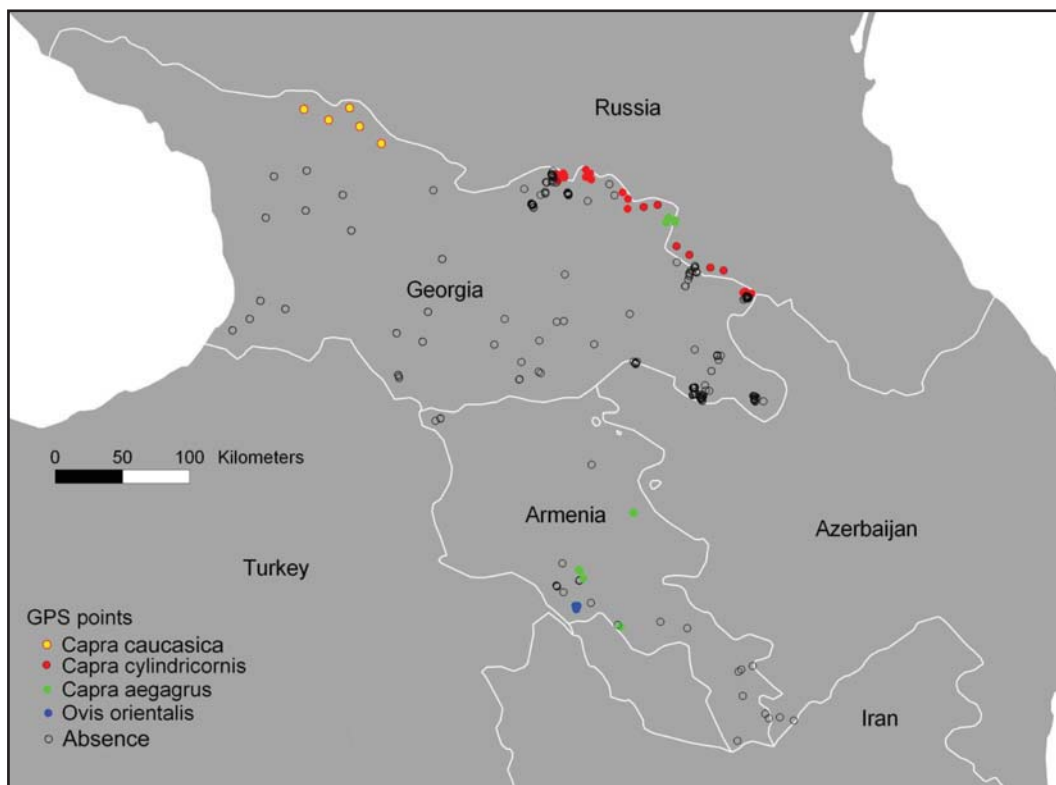 Russia
Georgia
0 50 100 Kilometers
Armenia
Azerbaijan
Turkey
Iran
GPS points
Capra caucasica
Capra cylindricornis
Capra aegagrus
Ovis orientalis
Absence